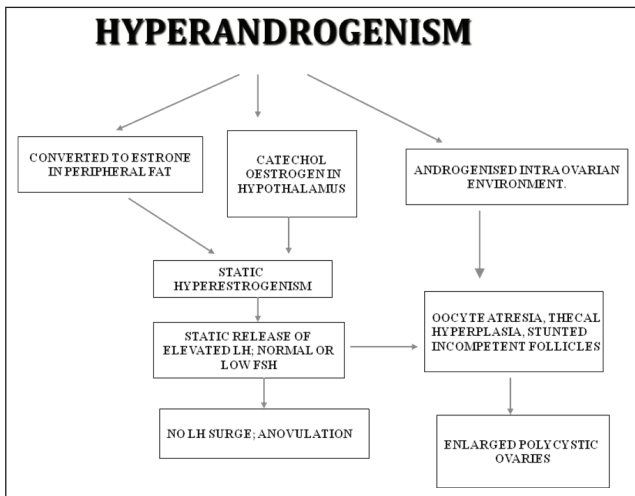 HYPERANDROGENISM
CONVERTED TO ESTRONE
IN PERIPHERAL FAT
CATECHOL
OESTROGEN IN
HYPOTHALAMUS
ANDROGENISED INTRA OVARIAN
ENVIRONMENT.
STATIC
HYPERESTROGENISM
STATIC RELEASE OF
ELEVATED LH; NORMAL OR
LOW FSH
OOCYTE ATRESIA, THECAL
HYPERPLASIA, STUNTED
INCOMPETENT FOLLICLES
NO LH SURGE; ANOVULATION
ENLARGED POLYCYSTIC
OVARIES